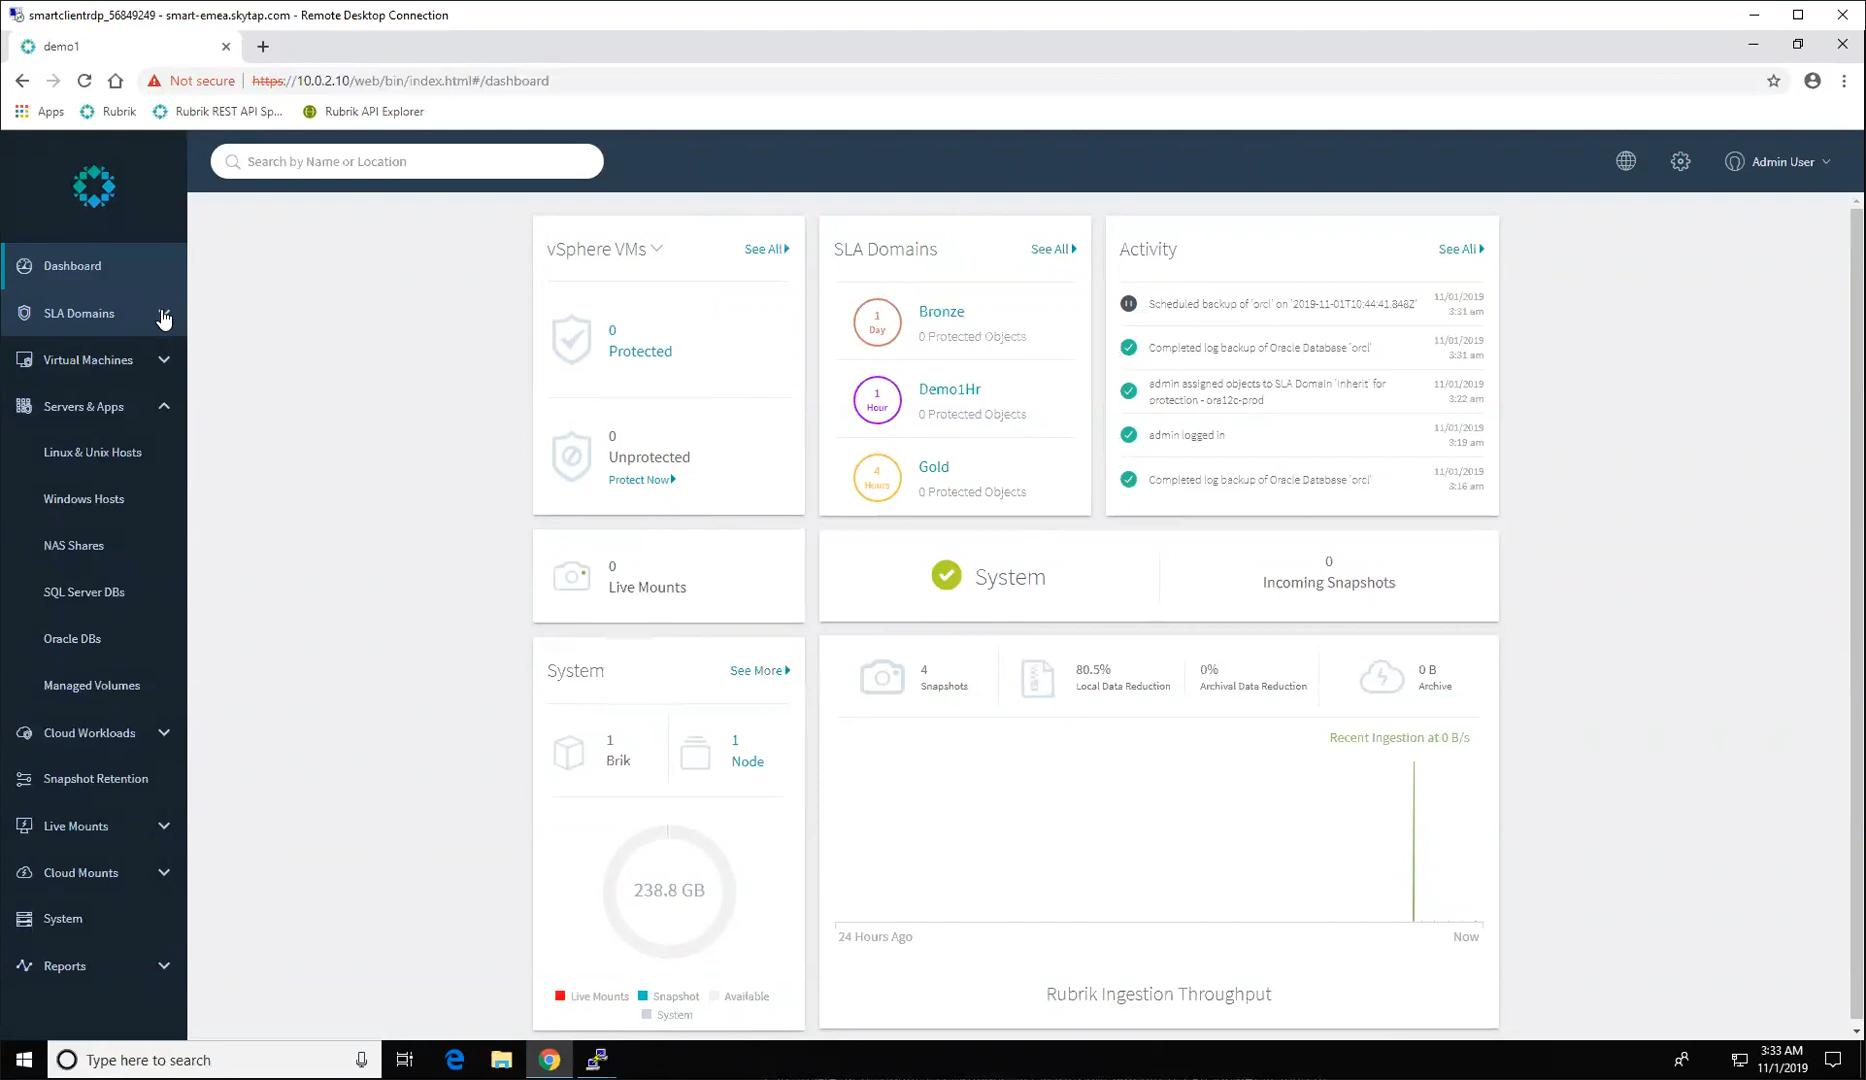 smartclientrdp_56849249 - smart-emea.skytap.com - Remote Desktop Connection
demo1
Not secure
https://10.0.2.10/web/bin/index.html#/dashboard
Apps
Rubrik
Rubrik REST API Sp...
Rubrik API Explorer
Search by Name or Location
Admin User
Dashboard
SLA Domains
Virtual Machines
Servers & Apps
Linux & Unix Hosts
Windows Hosts
NAS Shares
SQL Server DBs
Oracle DBs
Managed Volumes
Cloud Workloads
Snapshot Retention
Live Mounts
Cloud Mounts
System
Reports
vSphere VMs
See All
0
Protected
0
Unprotected
Protect Now
SLA Domains
See All
1
Day
Bronze
0 Protected Objects
1
Hour
Demo1Hr
0 Protected Objects
4
Hours
Gold
0 Protected Objects
Activity
See All
Scheduled backup of 'orcl' on '2019-11-01T10:44:41.848Z'
11/01/2019
3:31 am
Completed log backup of Oracle Database 'orcl'
11/01/2019
3:31 am
admin assigned objects to SLA Domain 'Inherit' for
protection - ora12c-prod
11/01/2019
3:22 am
admin logged in
11/01/2019
3:19 am
Completed log backup of Oracle Database 'orcl'
11/01/2019
3:16 am
0
Live Mounts
System
0
Incoming Snapshots
System
See More
1
Brik
1
Node
238.8 GB
Live Mounts
Snapshot
Available
System
4
Snapshots
80.5%
Local Data Reduction
0%
Archival Data Reduction
0 B
Archive
Recent Ingestion at 0 B/s
24 Hours Ago
Now
Rubrik Ingestion Throughput
Type here to search
3:33 AM
11/1/2019